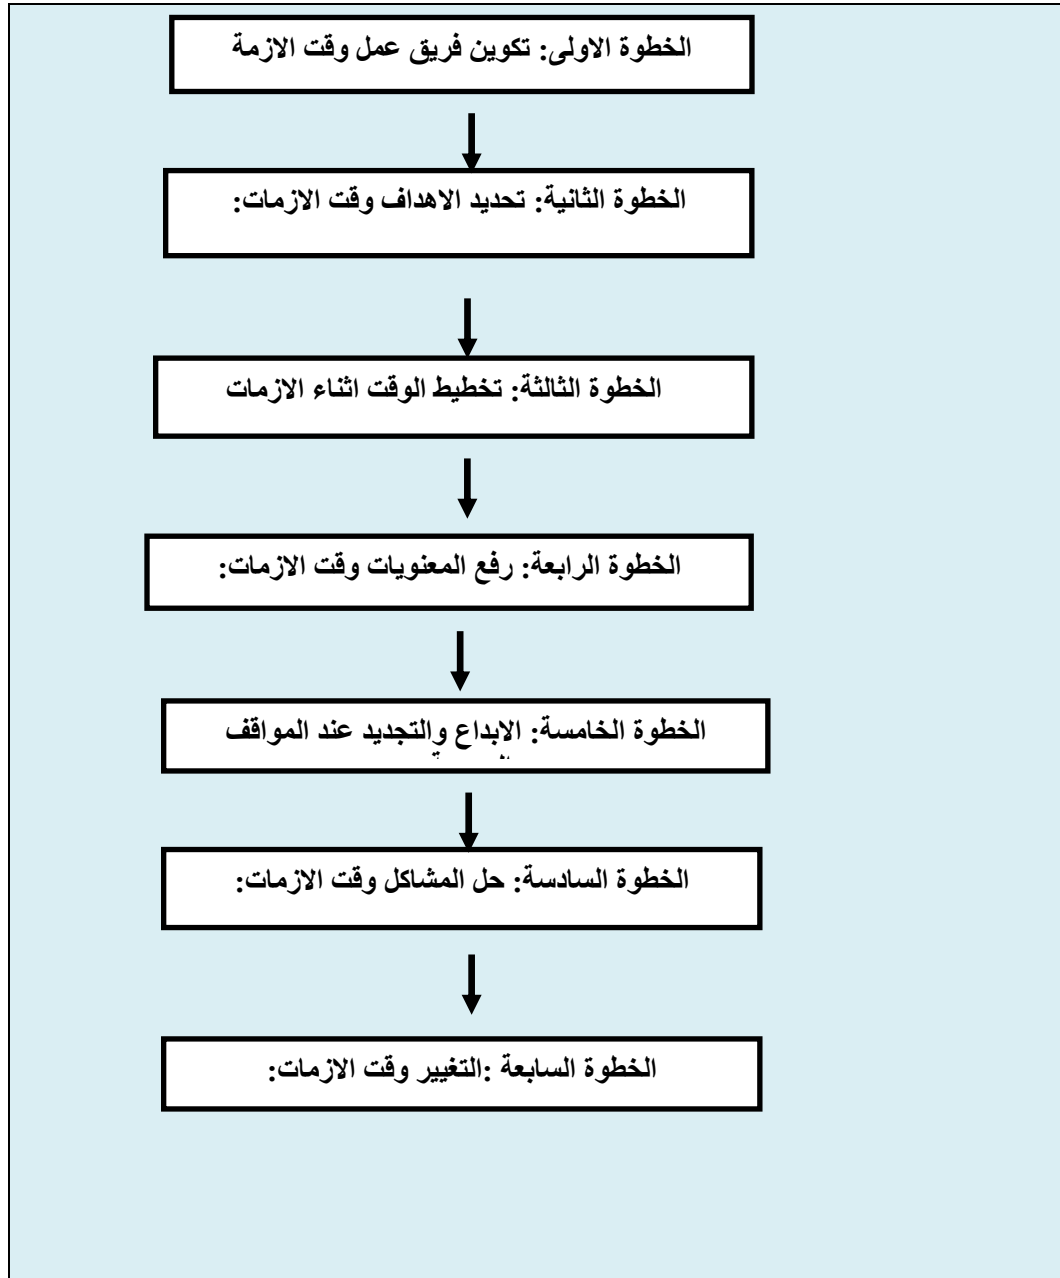 الخطوة الاولى: تكوين فريق عمل وقت الازمة
الخطوة الثانية: تحديد الاهداف وقت الازمات:
الخطوة الثالثة: تخطيط الوقت اثناء الازمات
الخطوة الرابعة: رفع المعنويات وقت الازمات:
الخطوة الخامسة: الابداع والتجديد عند المواقف
الخطوة السادسة: حل المشاكل وقت الازمات:
الخطوة السابعة :التغيير وقت الازمات: